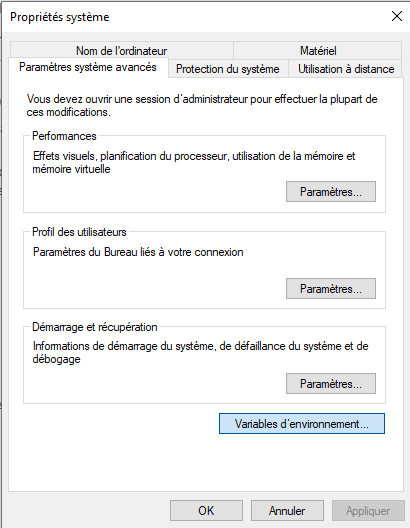 Propriétés système
Nom de l'ordinateur
Matériel
Paramètres système avancés
Protection du système
Utilisation à distance
Vous devez ouvrir une session d'administrateur pour effectuer la plupart de
ces modifications.
Performances
Effets visuels, planification du processeur, utilisation de la mémoire et
mémoire virtuelle
Paramètres...
Profil des utilisateurs
Paramètres du Bureau liés à votre connexion
Paramètres...
Démarrage et récupération
Informations de démarrage du système, de défaillance du système et de
débogage
Paramètres...
Variables d'environnement...
OK
Annuler
Appliquer